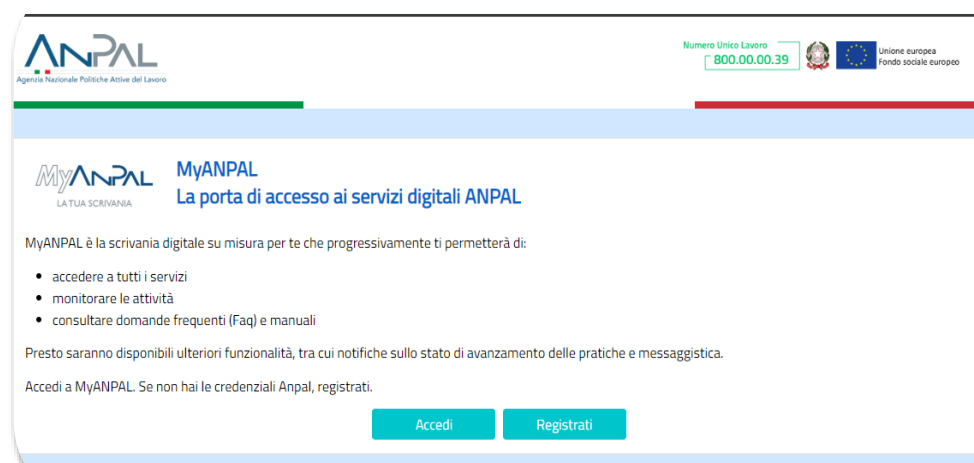 ANPAL
Agenzia Nazionale Politiche Attive del Lavoro
Numero Unico Lavoro
800.00.00.39
Unione europea
Fondo sociale europeo
MyANPAL
LA TUA SCRIVANIA
MyANPAL
La porta di accesso ai servizi digitali ANPAL
MyANPAL è la scrivania digitale su misura per te che progressivamente ti permetterà di:
• accedere a tutti i servizi
• monitorare le attività
• consultare domande frequenti (Faq) e manuali
Presto saranno disponibili ulteriori funzionalità, tra cui notifiche sullo stato di avanzamento delle pratiche e messaggistica.
Accedi a MyANPAL. Se non hai le credenziali Anpal, registrati.
Accedi
Registrati